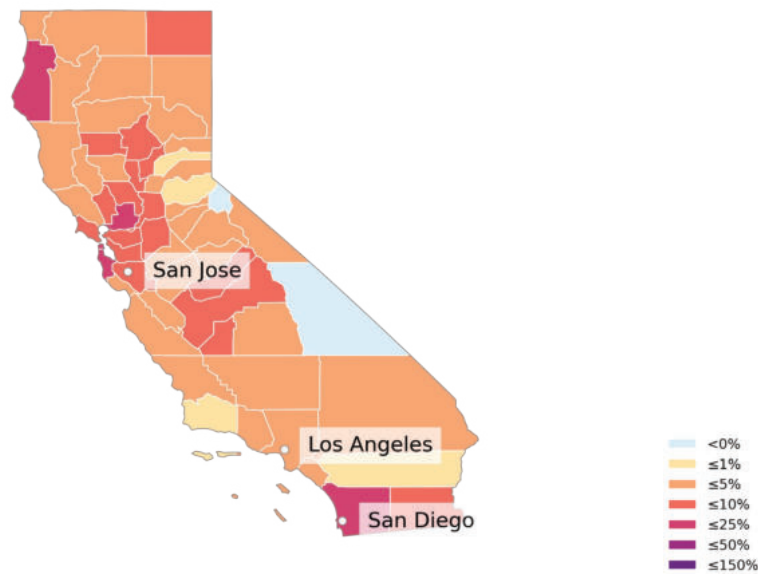 San Jose
Los Angeles
San Diego
<0%
≤1%
≤5%
≤10%
≤25%
≤50%
≤150%